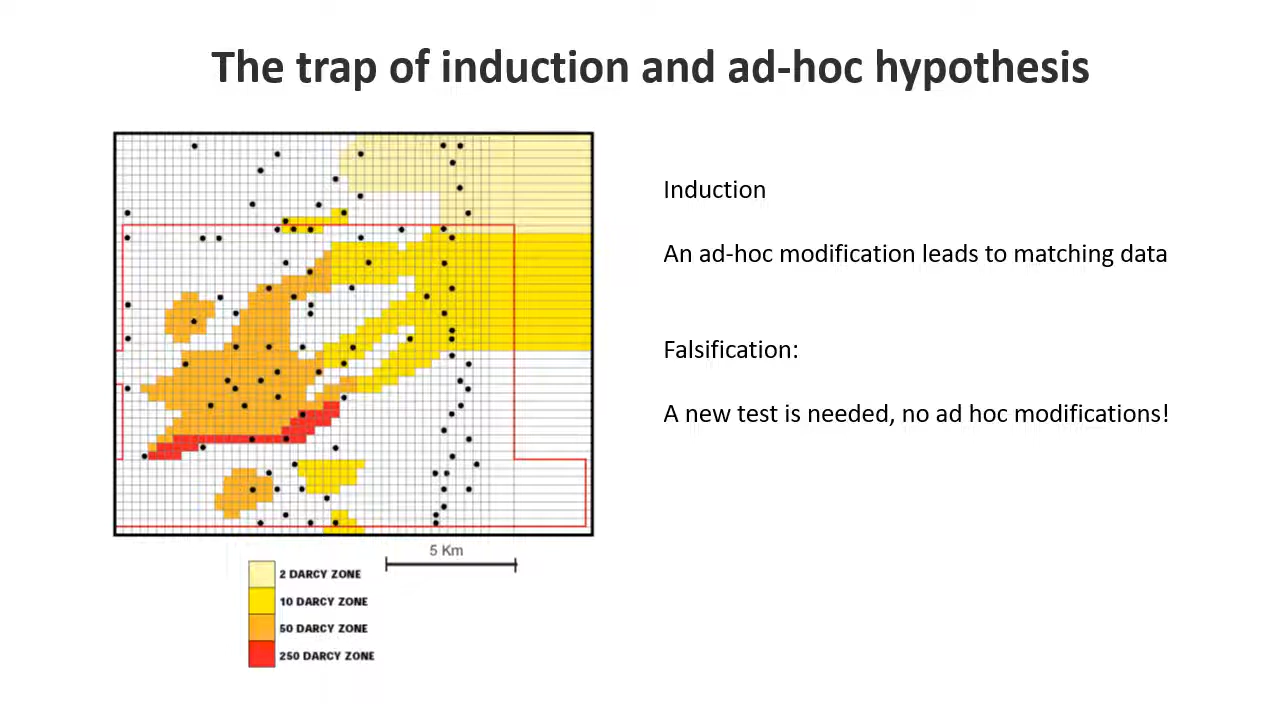 The trap of induction and ad-hoc hypothesis
Induction
An ad-hoc modification leads to matching data
Falsification:
A new test is needed, no ad hoc modifications!
5 Km
2 DARCY ZONE
10 DARCY ZONE
50 DARCY ZONE
250 DARCY ZONE